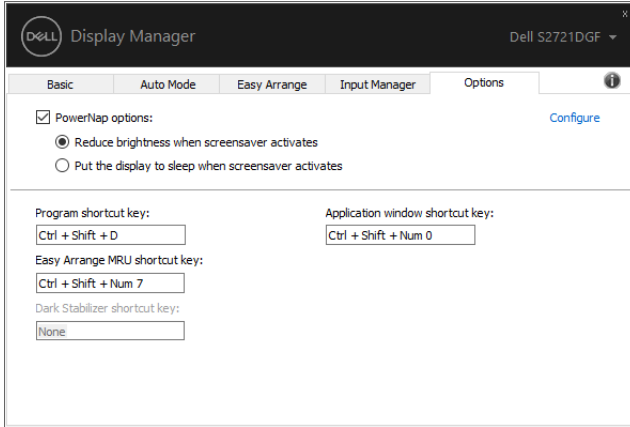 DELL Display Manager Dell S2721DGF
x
Basic Auto Mode Easy Arrange Input Manager Options i
PowerNap options: Configure
Reduce brightness when screensaver activates
Put the display to sleep when screensaver activates
Program shortcut key: Application window shortcut key:
Ctrl + Shift + D Ctrl + Shift + Num 0
Easy Arrange MRU shortcut key:
Ctrl + Shift + Num 7
Dark Stabilizer shortcut key:
None